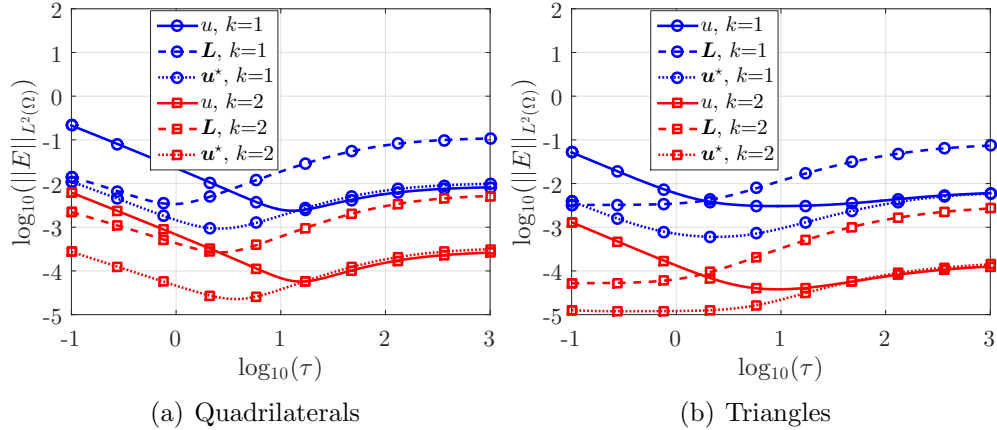 2
1
0
-1
-2
-3
-4
-5
log₁₀(||E||_{L²(Ω)})
u, k=1
L, k=1
u⋆, k=1
u, k=2
L, k=2
u⋆, k=2
-1 0 1 2 3
log₁₀(τ)
(a) Quadrilaterals
2
1
0
-1
-2
-3
-4
-5
log₁₀(||E||_{L²(Ω)})
u, k=1
L, k=1
u⋆, k=1
u, k=2
L, k=2
u⋆, k=2
-1 0 1 2 3
log₁₀(τ)
(b) Triangles